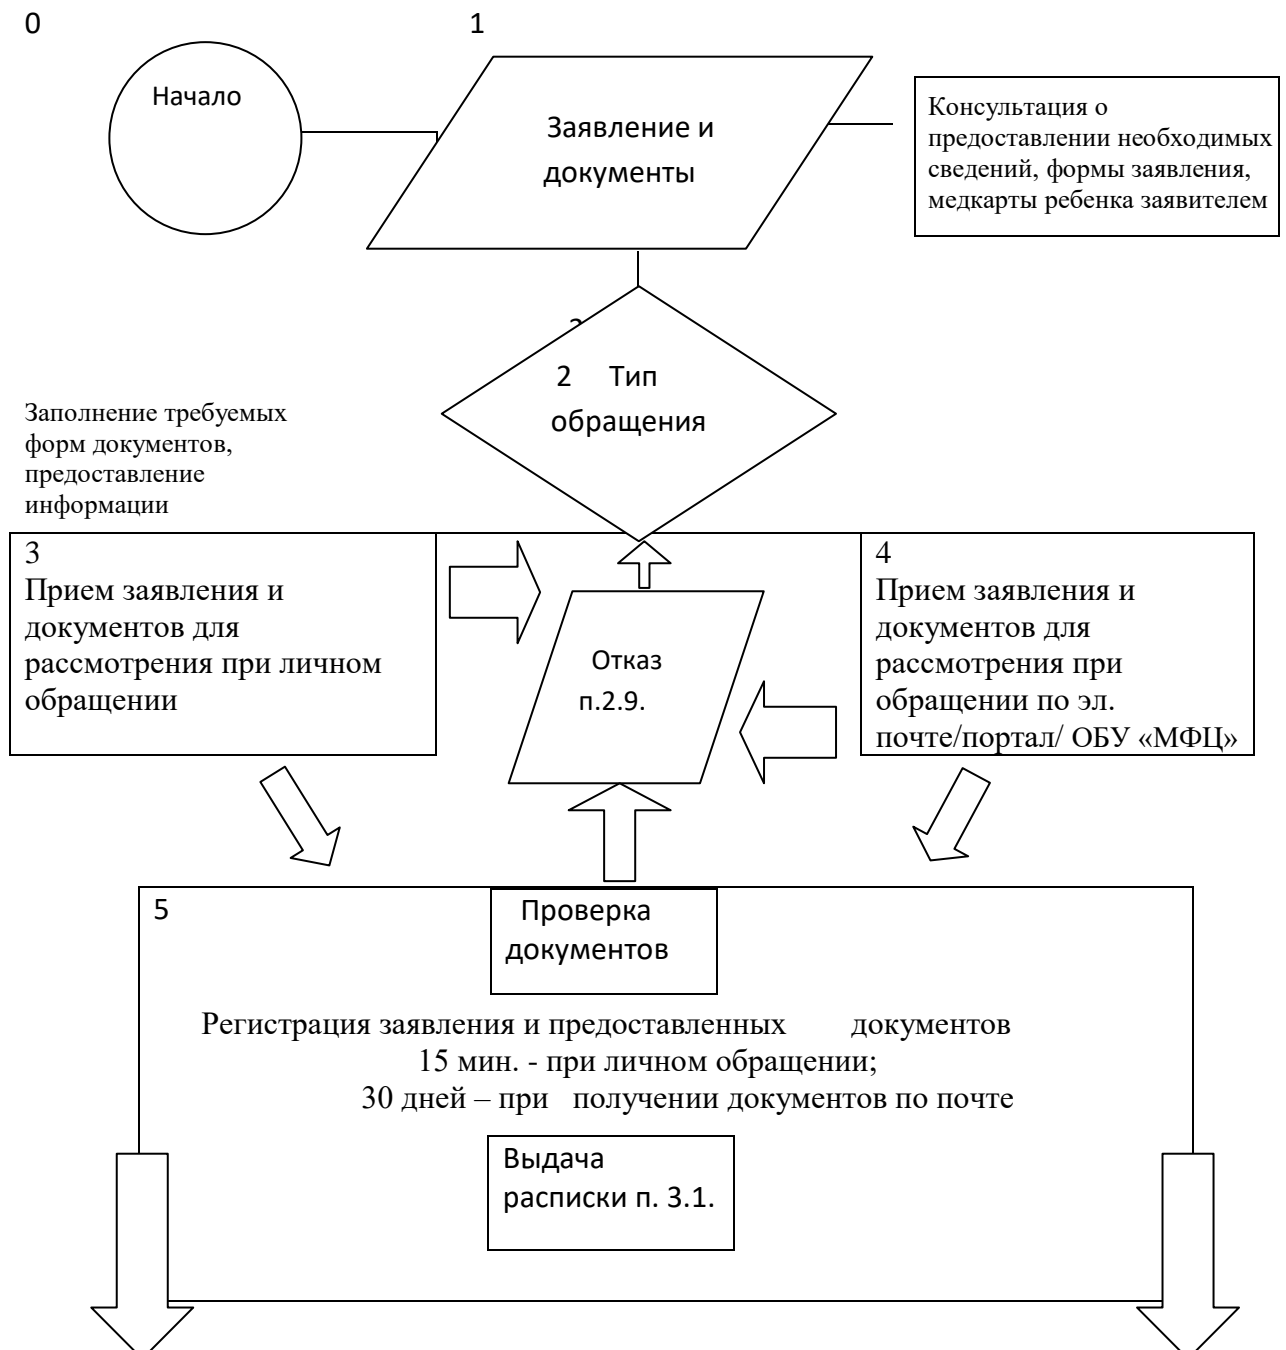 0
1
Начало
Заявление и
документы
Консультация о
предоставлении необходимых
сведений, формы заявления,
медкарты ребенка заявителем
2 Тип
обращения
Заполнение требуемых
форм документов,
предоставление
информации
3
Прием заявления и
документов для
рассмотрения при личном
обращении
Отказ
п.2.9.
4
Прием заявления и
документов для
рассмотрения при
обращении по эл.
почте/портал/ ОБУ «МФЦ»
5
Проверка
документов
Регистрация заявления и предоставленных документов
15 мин. - при личном обращении;
30 дней – при получении документов по почте
Выдача
расписки п. 3.1.